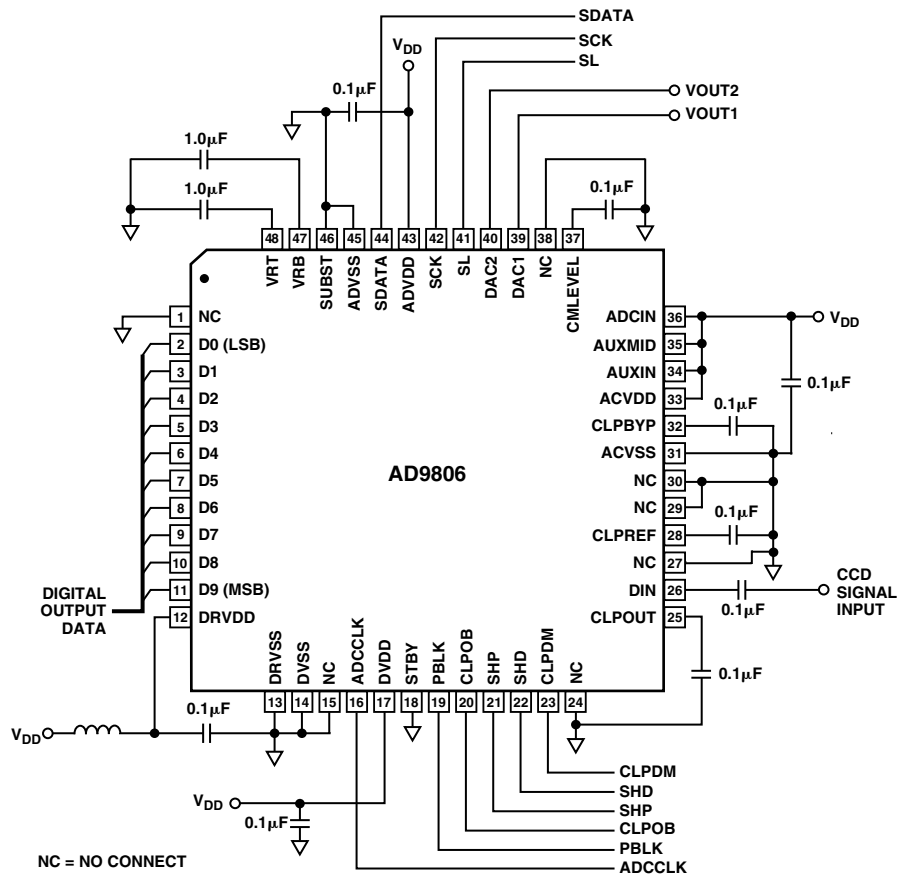 SDATA
SCK
SL
VDD
0.1μF
VOUT2
VOUT1
1.0μF
1.0μF
0.1μF
48 47 46 45 44 43 42 41 40 39 38 37
VRT VRB SUBST ADVSS SDATA ADVDD SCK SL DAC2 DAC1 NC CMLEVEL
1 NC
2 D0 (LSB)
3 D1
4 D2
5 D3
6 D4
7 D5
8 D6
9 D7
10 D8
11 D9 (MSB)
12 DRVDD
DIGITAL
OUTPUT
DATA
AD9806
ADCIN 36
AUXMID 35
AUXIN 34
ACVDD 33
CLPBYP 32
ACVSS 31
NC 30
NC 29
CLPREF 28
NC 27
DIN 26
CLPOUT 25
VDD
0.1μF
0.1μF
0.1μF
0.1μF
CCD
SIGNAL
INPUT
0.1μF
DRVSS DVSS NC ADCCLK DVDD STBY PBLK CLPOB SHP SHD CLPDM NC
13 14 15 16 17 18 19 20 21 22 23 24
VDD
0.1μF
VDD
0.1μF
CLPDM
SHD
SHP
CLPOB
PBLK
ADCCLK
NC = NO CONNECT